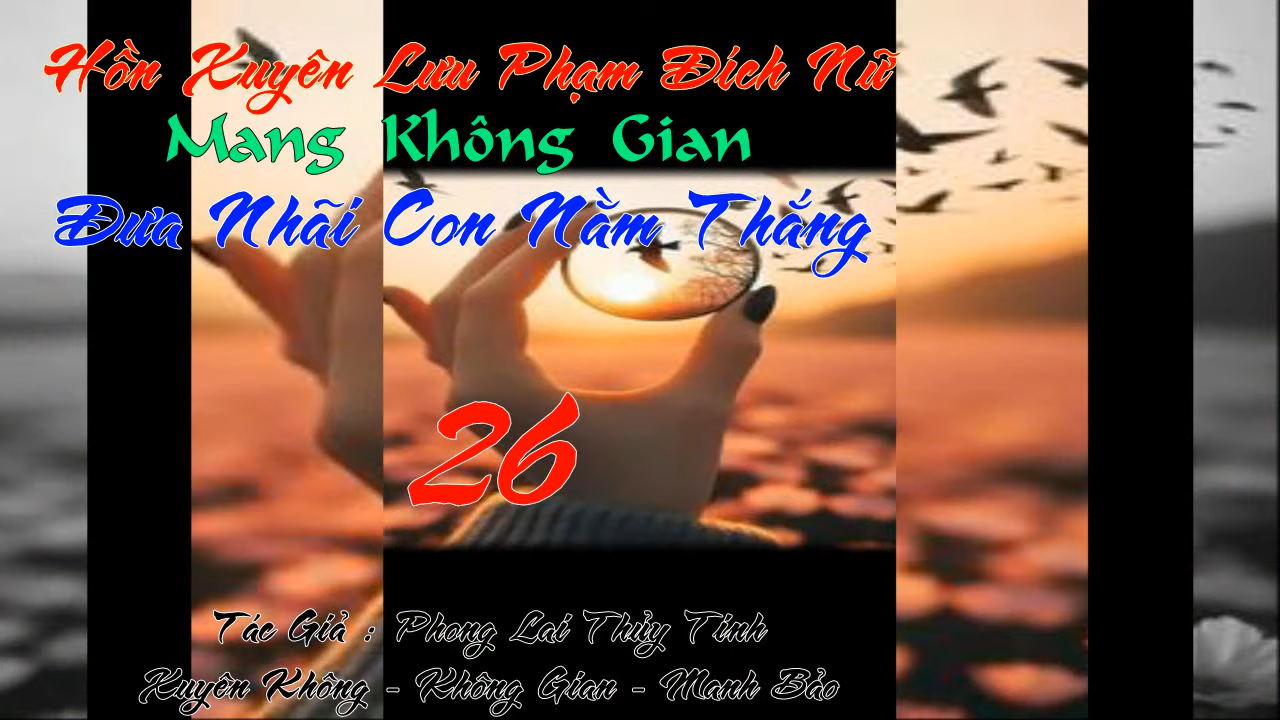 Hồn Xuyên Lưu Phạm Đích Nữ
Mang Không Gian
Đưa Nhãi Con Nằm Thắng
26
Tác Giả : Phong Lai Thủy Tinh
Xuyên Không - Không Gian - Manh Bảo